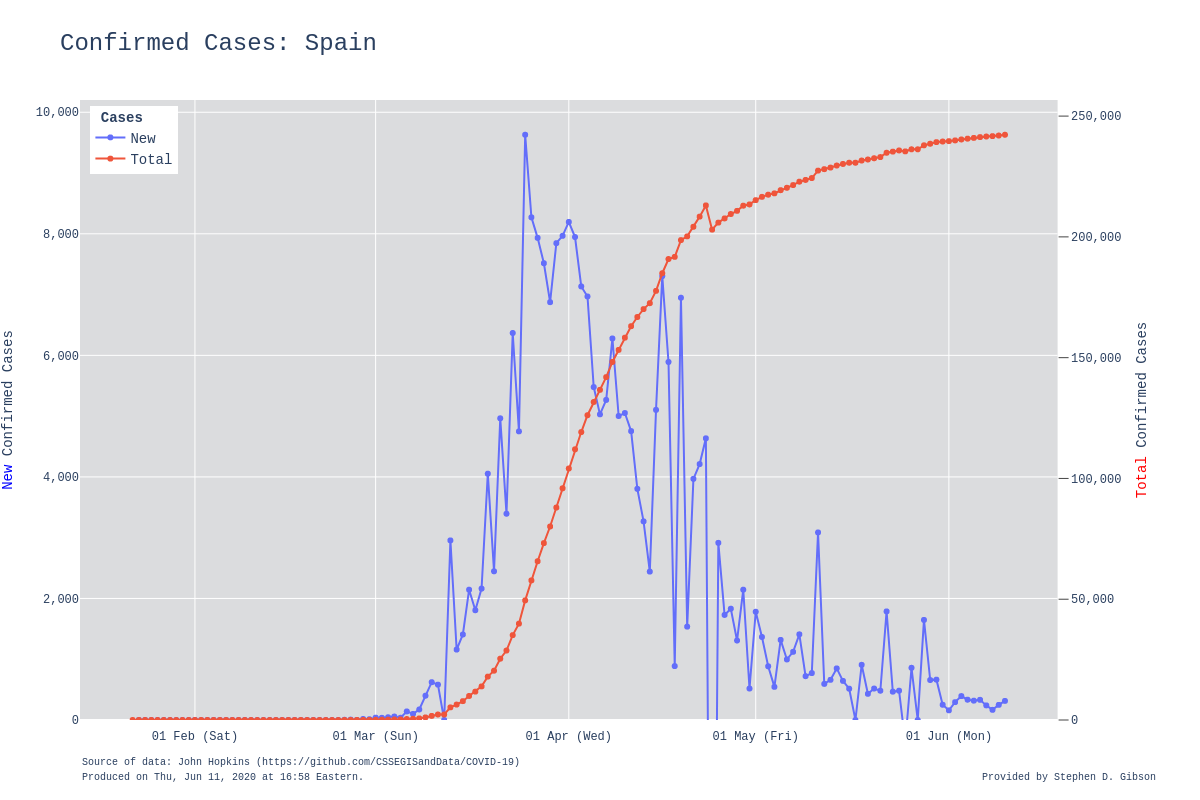 Confirmed Cases: Spain
Cases
New
Total
10,000
8,000
6,000
4,000
2,000
0
New Confirmed Cases
250,000
200,000
150,000
100,000
50,000
0
Total Confirmed Cases
01 Feb (Sat)
01 Mar (Sun)
01 Apr (Wed)
01 May (Fri)
01 Jun (Mon)
Source of data: John Hopkins (https://github.com/CSSEGISandData/COVID-19)
Produced on Thu, Jun 11, 2020 at 16:58 Eastern.
Provided by Stephen D. Gibson